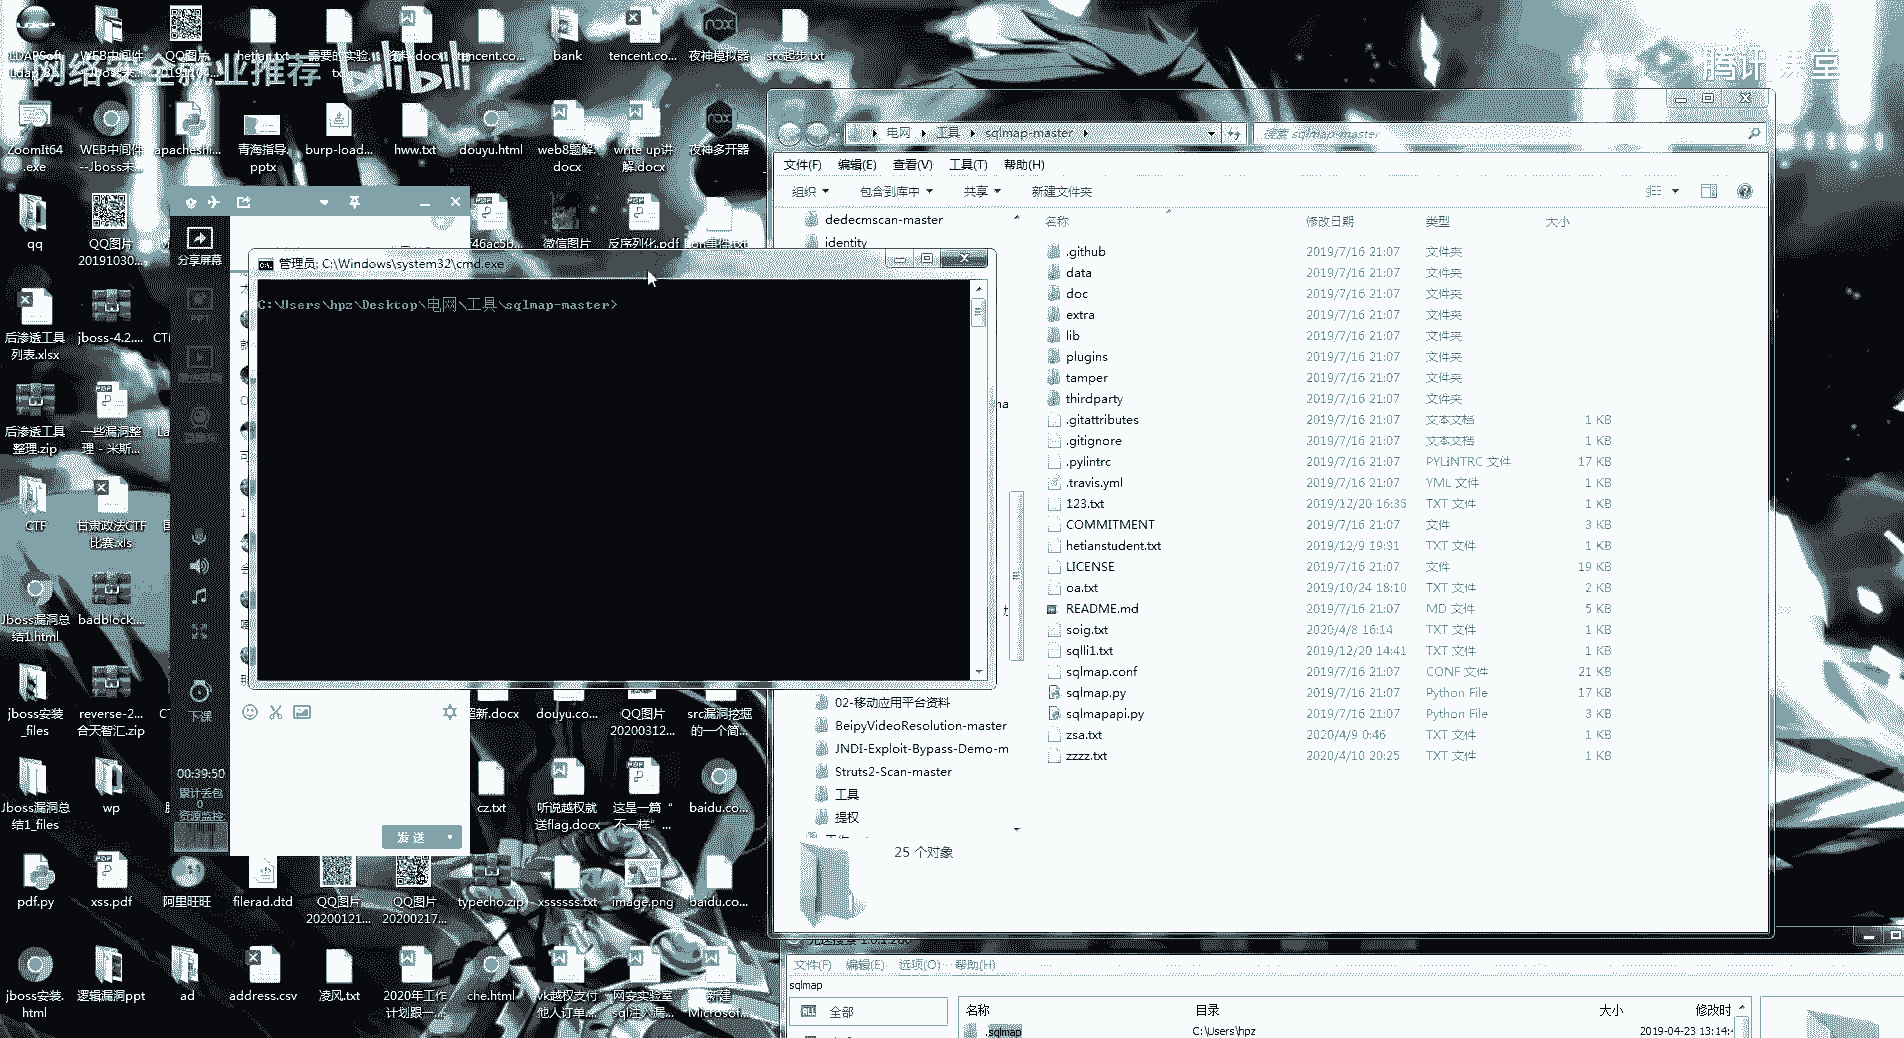 网络安全就业推荐
bilibili
腾讯课堂
WEB中间件
QQ图片
hetian.txt
bank
tencent.co...
夜神模拟器
src起步.txt
ZoomIt64
.exe
WEB中间件
--Jboss未...
apacheshi...
青海指导.
pptx
burp-load...
hww.txt
douyu.html
web8题解.
docx
write up讲
解.docx
夜神多开器
qq
QQ图片
20191030...
微信图片
反序列化.pdf
后渗透工具
列表.xlsx
jboss-4.2....
后渗透工具
整理.zip
一些漏洞整
理 - 米斯...
CTF
甘肃政法CTF
比赛.xls
Jboss漏洞总
结1.html
badblock....
jboss安装
_files
reverse-2...
合天智汇.zip
douyu.co...
QQ图片
20200312...
src漏洞挖掘
的一个简...
Jboss漏洞总
结1_files
wp
cz.txt
听说越权就
送flag.docx
这是一篇“
不一样”...
baidu.co...
pdf.py
xss.pdf
阿里旺旺
filerad.dtd
QQ图片
20200121...
QQ图片
20200217...
typecho.zip
xssssss.txt
image.png
baidu.co...
jboss安装.
html
逻辑漏洞ppt
ad
address.csv
凌风.txt
2020年工作
计划跟一...
che.html
vk越权支付
他人订单...
网安实验室
sql注入漏...
新建
Microsof...
分享屏幕
PPT
下课
00:39:50
累计丢包
0
资源监控
发送
管理员: C:\Windows\system32\cmd.exe
C:\Users\hpz\Desktop\电网\工具\sqlmap-master>
电网 工具 sqlmap-master
搜索 sqlmap-master
文件(F) 编辑(E) 查看(V) 工具(T) 帮助(H)
组织 包含到库中 共享 新建文件夹
dedecmscan-master
identity
02-移动应用平台资料
BeipyVideoResolution-master
JNDI-Exploit-Bypass-Demo-m
Struts2-Scan-master
工具
提权
名称 修改日期 类型 大小
.github 2019/7/16 21:07 文件夹
data 2019/7/16 21:07 文件夹
doc 2019/7/16 21:07 文件夹
extra 2019/7/16 21:07 文件夹
lib 2019/7/16 21:07 文件夹
plugins 2019/7/16 21:07 文件夹
tamper 2019/7/16 21:07 文件夹
thirdparty 2019/7/16 21:07 文件夹
.gitattributes 2019/7/16 21:07 文本文档 1 KB
.gitignore 2019/7/16 21:07 文本文档 1 KB
.pylintrc 2019/7/16 21:07 PYLINTRC 文件 17 KB
.travis.yml 2019/7/16 21:07 YML 文件 1 KB
123.txt 2019/12/20 16:35 TXT 文件 1 KB
COMMITMENT 2019/7/16 21:07 文件 3 KB
hetianstudent.txt 2019/12/9 19:31 TXT 文件 1 KB
LICENSE 2019/7/16 21:07 文件 19 KB
oa.txt 2019/10/24 18:10 TXT 文件 2 KB
README.md 2019/7/16 21:07 MD 文件 5 KB
soig.txt 2020/4/8 16:14 TXT 文件 1 KB
sqlli1.txt 2019/12/20 14:41 TXT 文件 1 KB
sqlmap.conf 2019/7/16 21:07 CONF 文件 21 KB
sqlmap.py 2019/7/16 21:07 Python File 17 KB
sqlmapapi.py 2019/7/16 21:07 Python File 3 KB
zsa.txt 2020/4/9 0:46 TXT 文件 1 KB
zzzz.txt 2020/4/10 20:25 TXT 文件 1 KB
25 个对象
文件(F) 编辑(E) 选项(O) 帮助(H)
sqlmap
全部
名称 目录 大小 修改时
.sqlmap C:\Users\hpz 2019-04-23 13:14: